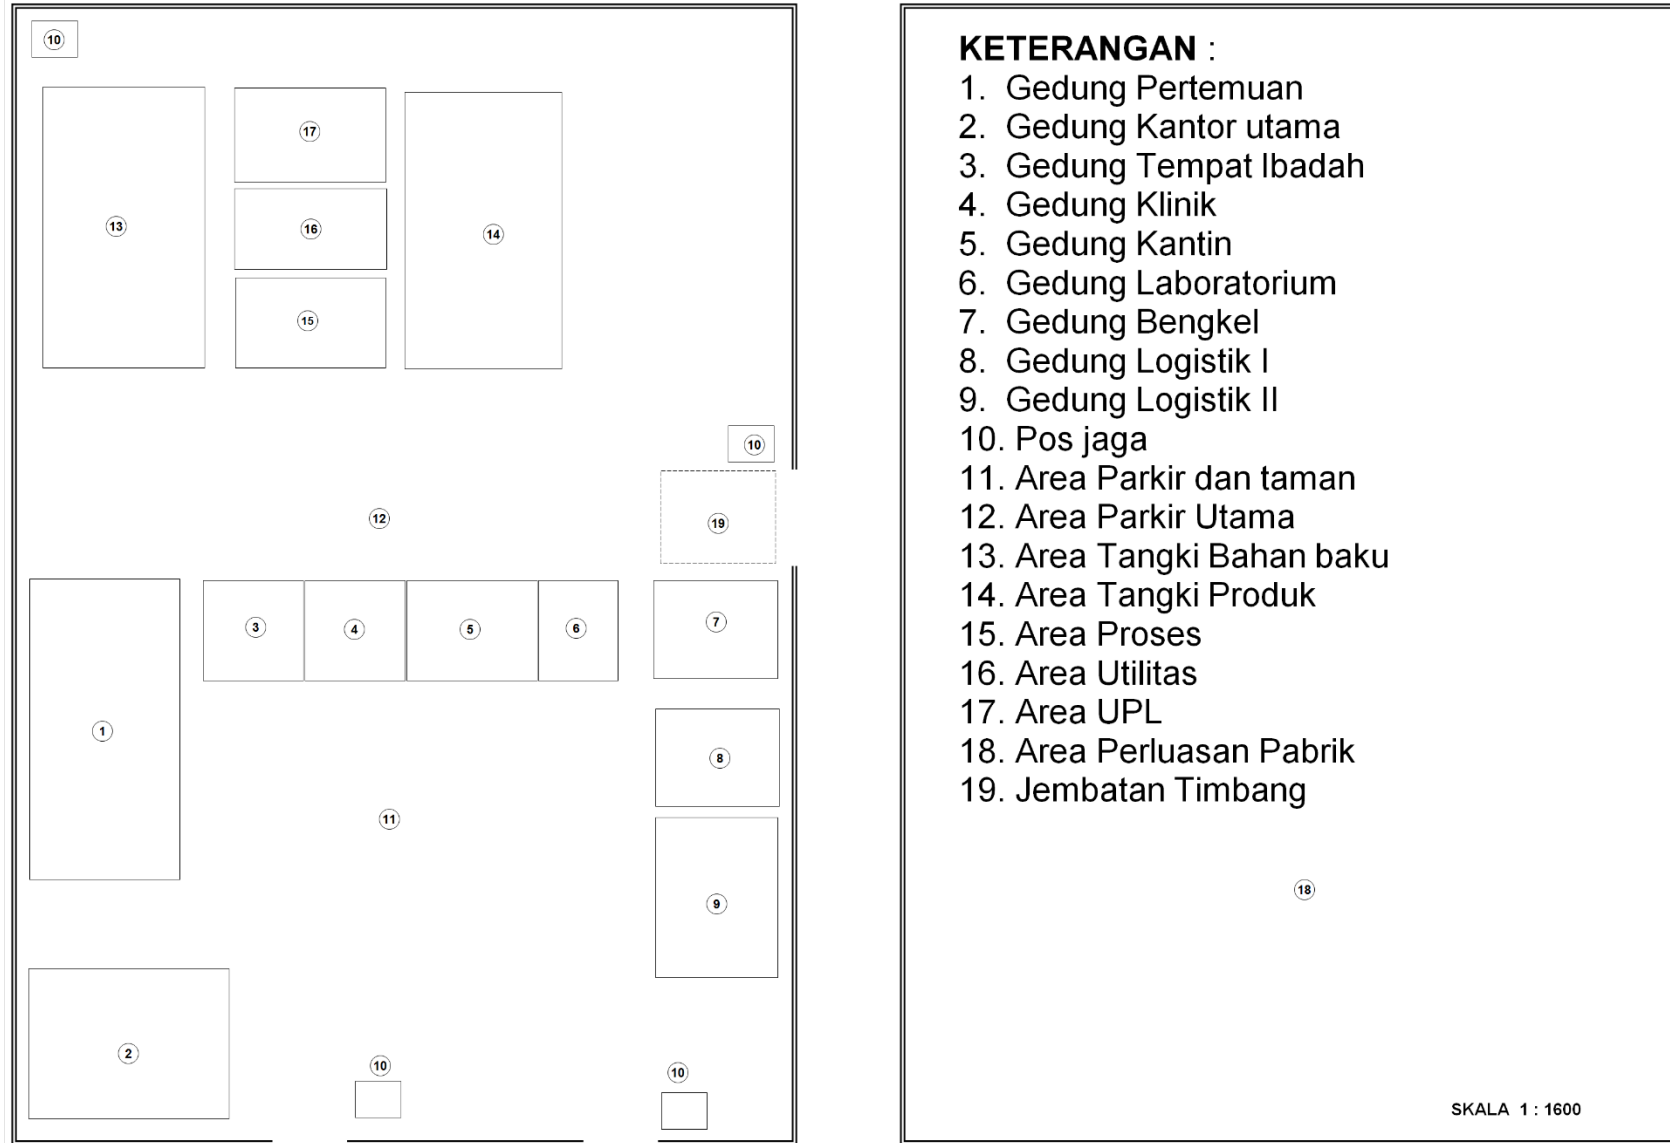 10
17
13
16
14
15
10
19
12
3
4
5
6
7
1
8
11
9
2
10
10
KETERANGAN :
1. Gedung Pertemuan
2. Gedung Kantor utama
3. Gedung Tempat Ibadah
4. Gedung Klinik
5. Gedung Kantin
6. Gedung Laboratorium
7. Gedung Bengkel
8. Gedung Logistik I
9. Gedung Logistik II
10. Pos jaga
11. Area Parkir dan taman
12. Area Parkir Utama
13. Area Tangki Bahan baku
14. Area Tangki Produk
15. Area Proses
16. Area Utilitas
17. Area UPL
18. Area Perluasan Pabrik
19. Jembatan Timbang
18
SKALA 1 : 1600